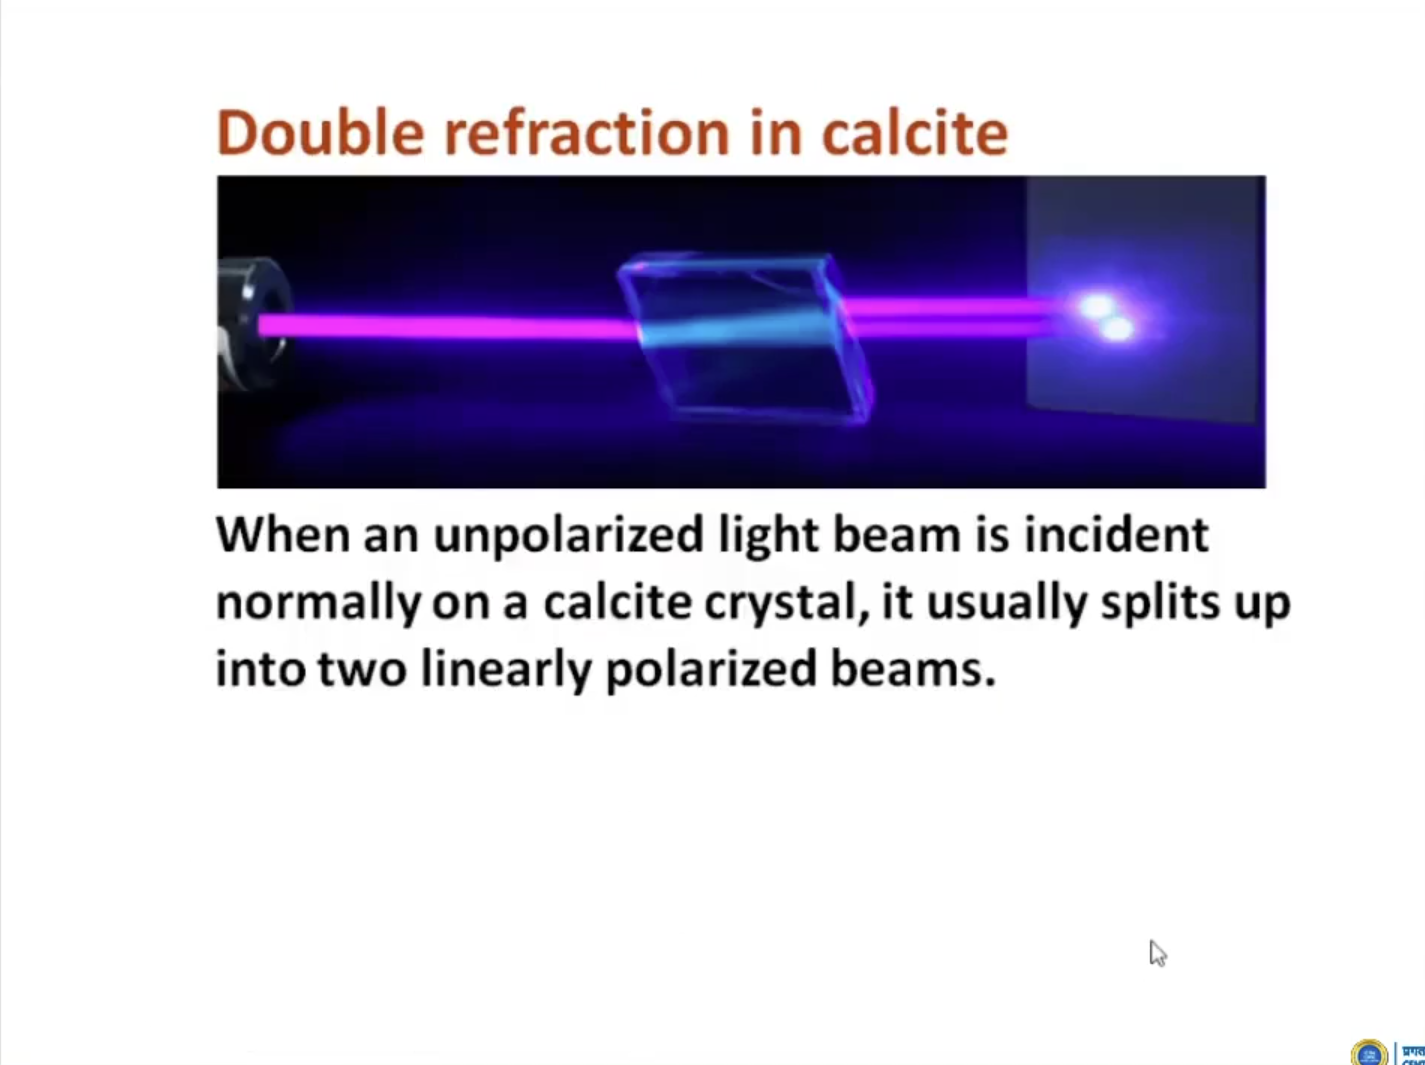 Double refraction in calcite
When an unpolarized light beam is incident
normally on a calcite crystal, it usually splits up
into two linearly polarized beams.